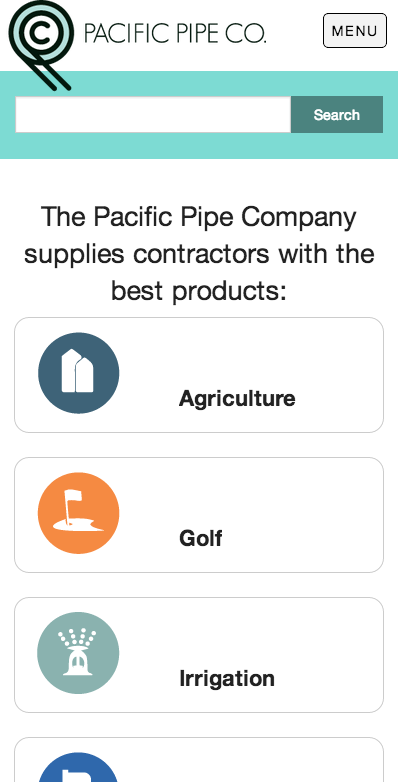 PACIFIC PIPE CO.
MENU
Search
The Pacific Pipe Company
supplies contractors with the
best products:
Agriculture
Golf
Irrigation